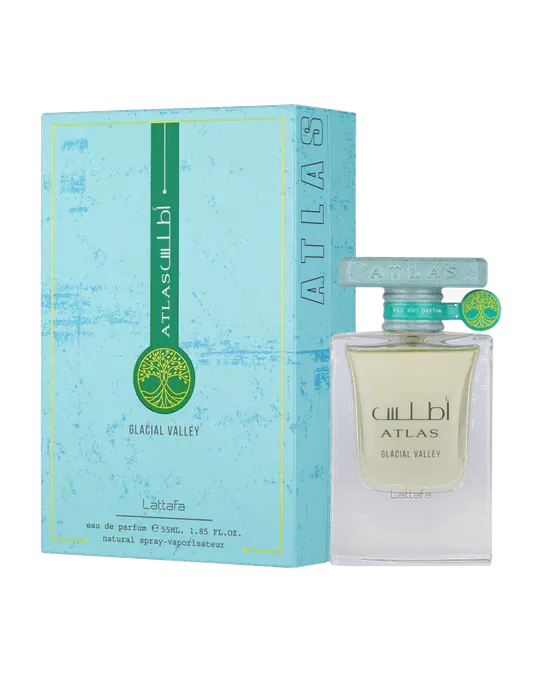 ATLAS أطلس
GLACIAL VALLEY
Lattafa
eau de parfum ℮ 55ML. 1.85 FL.OZ.
natural spray-vaporisateur
ATLAS
ATLAS
eau de parfum
أطلس
ATLAS
GLACIAL VALLEY
Lattafa